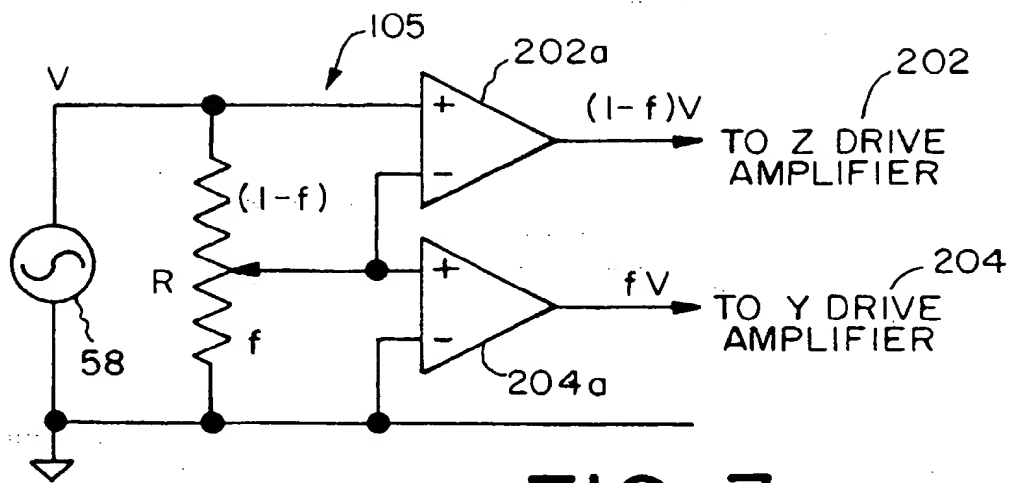 105
202a
V
+
(1-f)V
202
TO Z DRIVE
AMPLIFIER
-
(1-f)
R
+
fV
204
TO Y DRIVE
AMPLIFIER
f
-
58
204a